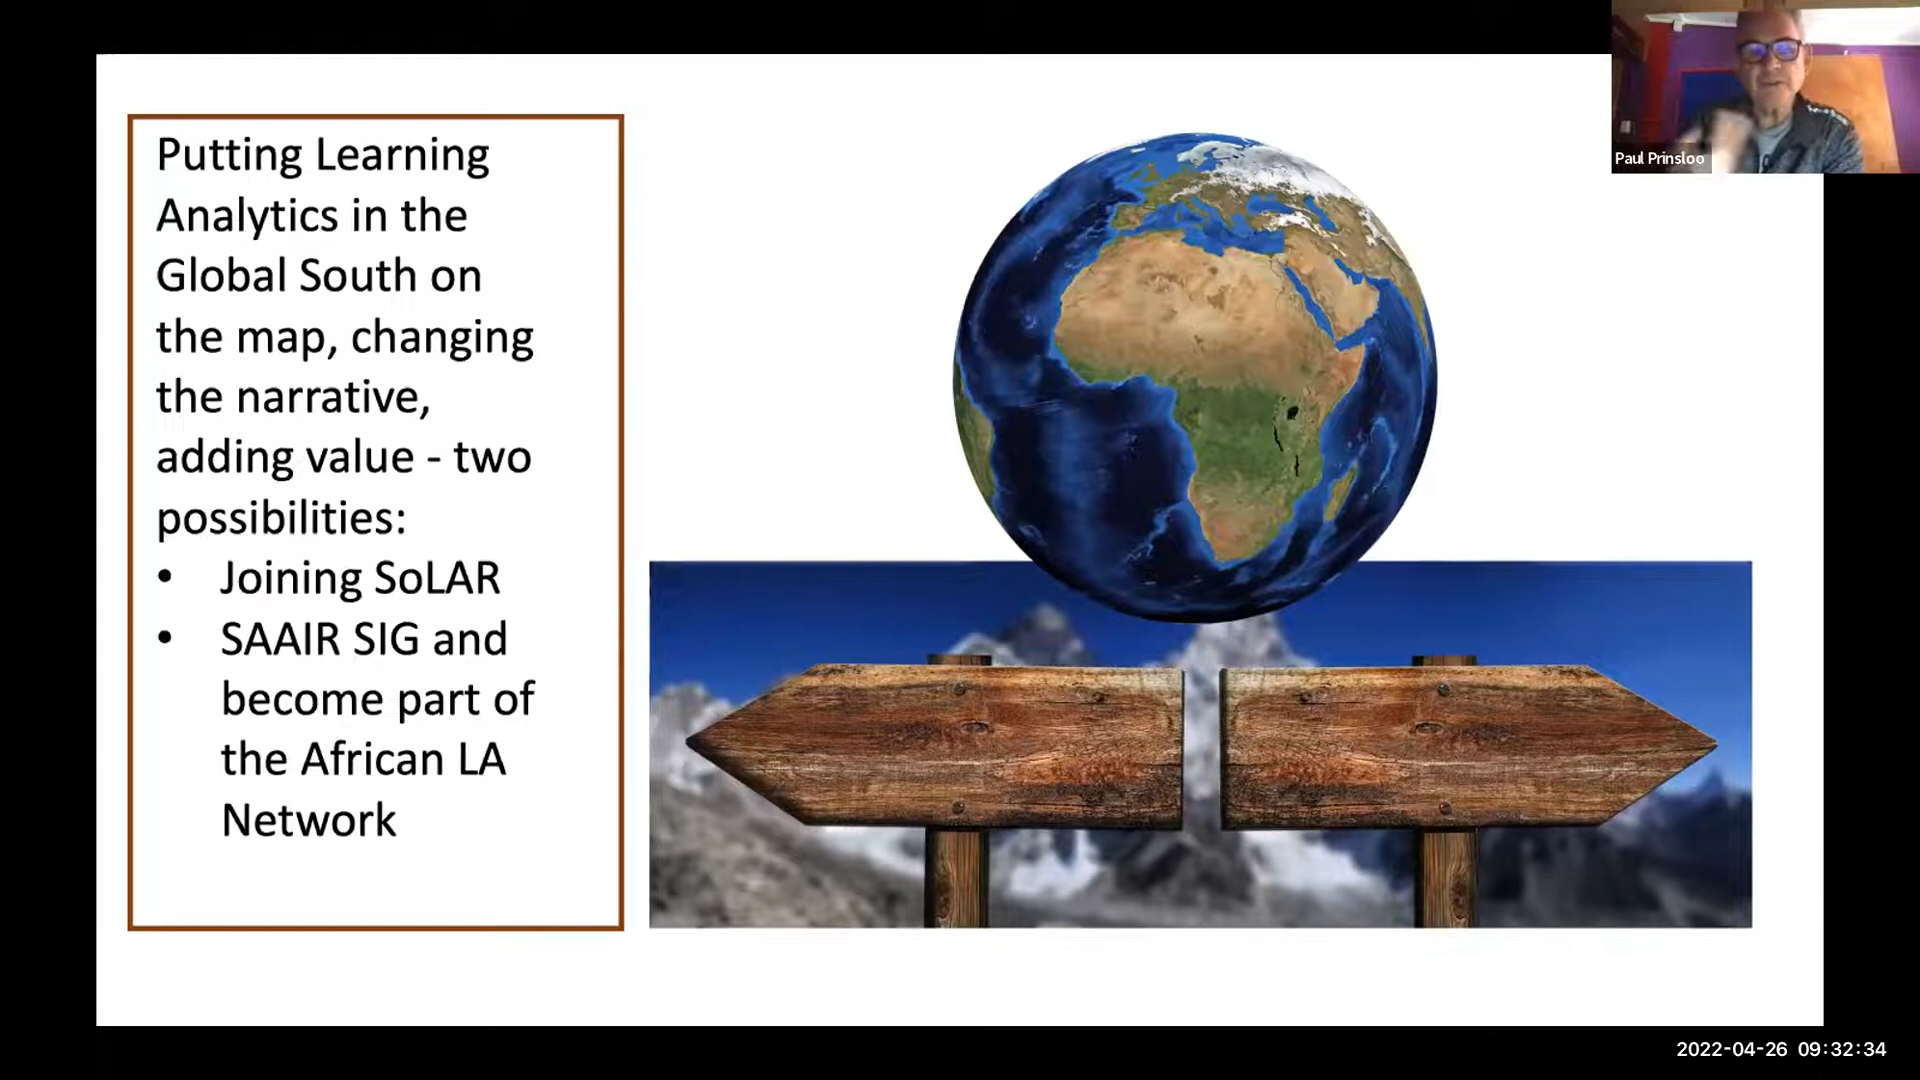 Putting Learning
Analytics in the
Global South on
the map, changing
the narrative,
adding value - two
possibilities:
• Joining SoLAR
• SAAIR SIG and
become part of
the African LA
Network
Paul Prinsloo
2022-04-26 09:32:34